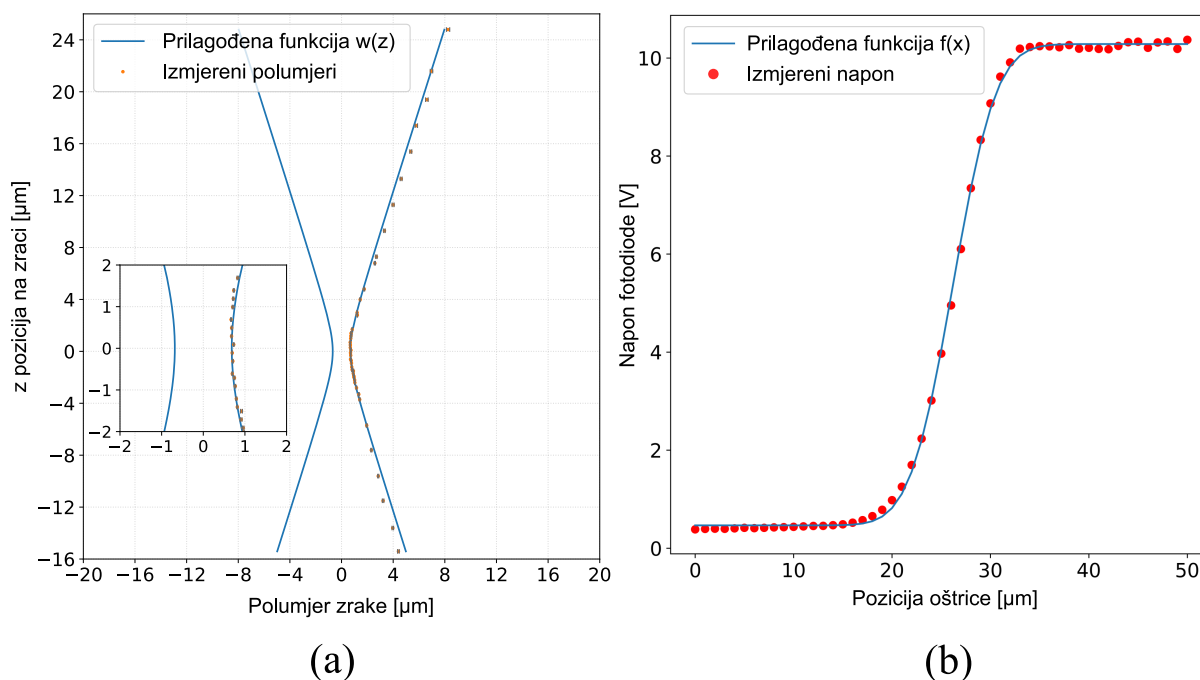 24
20
16
12
8
4
0
−4
−8
−12
−16
z pozicija na zraci [µm]
Prilagođena funkcija w(z)
Izmjereni polumjeri
2
1
0
−1
−2
−2 −1 0 1 2
−20 −16 −12 −8 −4 0 4 8 12 16 20
Polumjer zrake [µm]
(a)
10
8
6
4
2
0
Napon fotodiode [V]
Prilagođena funkcija f(x)
Izmjereni napon
0 10 20 30 40 50
Pozicija oštrice [µm]
(b)